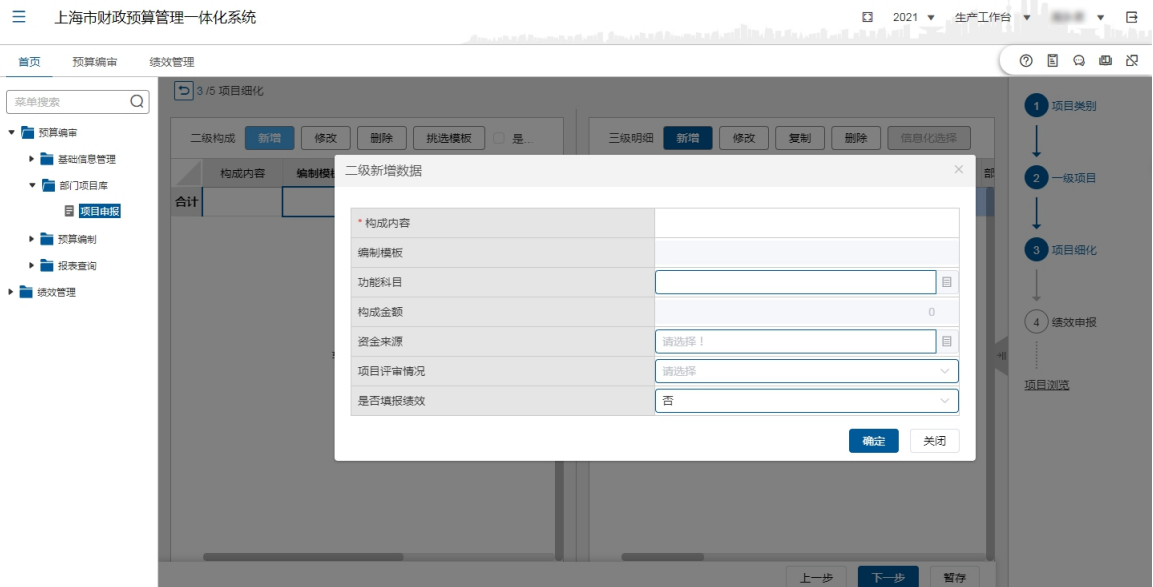 上海市财政预算管理一体化系统
2021 生产工作台
首页 预算编审 绩效管理
菜单搜索
预算编审
基础信息管理
部门项目库
项目申报
预算编制
报表查询
绩效管理
3 /5 项目细化
二级构成 新增 修改 删除 挑选模板 是...
构成内容 编制模
合计
三级明细 新增 修改 复制 删除 信息化选择
部
二级新增数据
* 构成内容
编制模板
功能科目
构成金额 0
资金来源 请选择！
项目评审情况 请选择
是否填报绩效 否
确定 关闭
上一步 下一步 暂存
1 项目类别
2 一级项目
3 项目细化
4 绩效申报
项目浏览